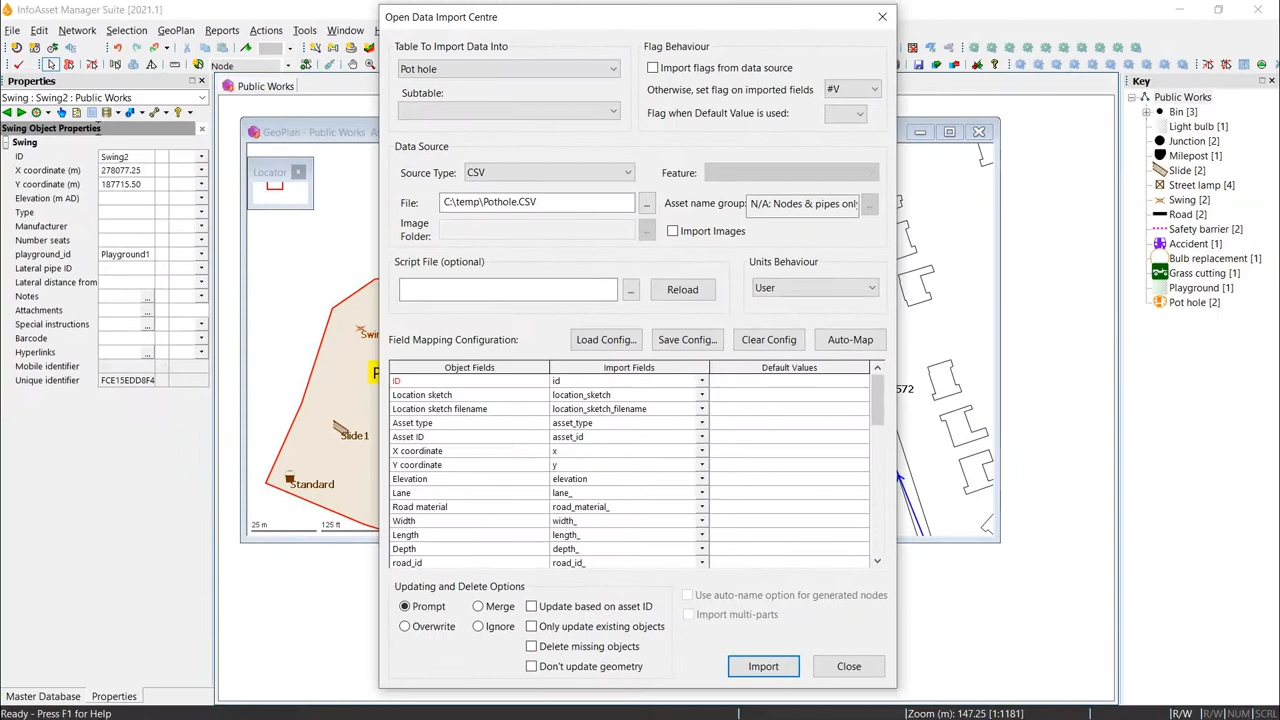 InfoAsset Manager Suite [2021.1]
File Edit Network Selection GeoPlan Reports Actions Tools Window
Node
Properties
Swing : Swing2 : Public Works
Swing Object Properties
Swing
ID Swing2
X coordinate (m) 278077.25
Y coordinate (m) 187715.50
Elevation (m AD)
Type
Manufacturer
Number seats
playground_id Playground1
Lateral pipe ID
Lateral distance from
Notes ...
Attachments ...
Special instructions
Barcode
Hyperlinks ...
Mobile identifier
Unique identifier FCE15EDD8F4
Master Database Properties
Ready - Press F1 for Help
Public Works
GeoPlan - Public Works
Locator
Slide1
Standard
25 m 125 ft
572
Open Data Import Centre
Table To Import Data Into
Pot hole
Subtable:
Flag Behaviour
Import flags from data source
Otherwise, set flag on imported fields #V
Flag when Default Value is used:
Data Source
Source Type: CSV Feature:
File: C:\temp\Pothole.CSV ... Asset name group: N/A: Nodes & pipes onl ...
Image Folder: ... Import Images
Script File (optional)
... Reload
Units Behaviour
User
Field Mapping Configuration: Load Config... Save Config... Clear Config Auto-Map
Object Fields Import Fields Default Values
ID id
Location sketch location_sketch
Location sketch filename location_sketch_filename
Asset type asset_type
Asset ID asset_id
X coordinate x
Y coordinate y
Elevation elevation
Lane lane_
Road material road_material_
Width width_
Length length_
Depth depth_
road_id road_id_
Updating and Delete Options
Prompt Merge Update based on asset ID
Overwrite Ignore Only update existing objects
Delete missing objects
Don't update geometry
Use auto-name option for generated nodes
Import multi-parts
Import Close
Key
Public Works
Bin [3]
Light bulb [1]
Junction [2]
Milepost [1]
Slide [2]
Street lamp [4]
Swing [2]
Road [2]
Safety barrier [2]
Accident [1]
Bulb replacement [1]
Grass cutting [1]
Playground [1]
Pot hole [2]
Zoom (m): 147.25 [1:1181] R/W R/W NUM SCRL